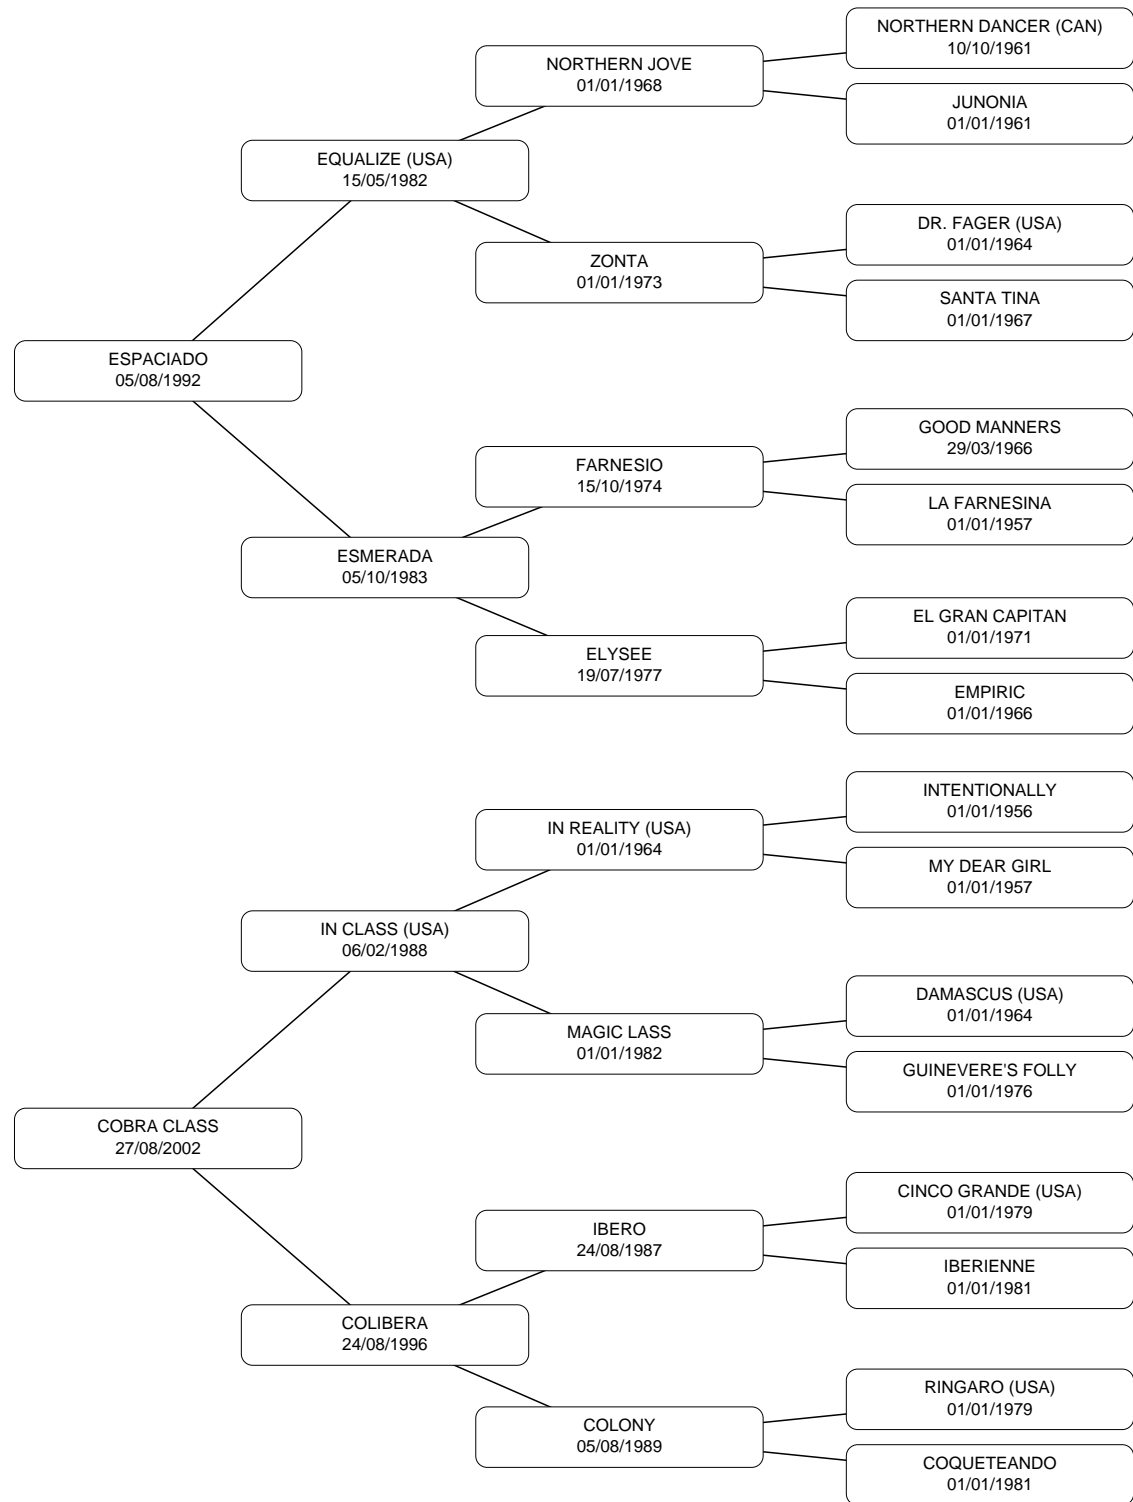 NORTHERN DANCER (CAN)
10/10/1961
NORTHERN JOVE
01/01/1968
JUNONIA
01/01/1961
EQUALIZE (USA)
15/05/1982
DR. FAGER (USA)
01/01/1964
ZONTA
01/01/1973
SANTA TINA
01/01/1967
ESPACIADO
05/08/1992
GOOD MANNERS
29/03/1966
FARNESIO
15/10/1974
LA FARNESINA
01/01/1957
ESMERADA
05/10/1983
EL GRAN CAPITAN
01/01/1971
ELYSEE
19/07/1977
EMPIRIC
01/01/1966
INTENTIONALLY
01/01/1956
IN REALITY (USA)
01/01/1964
MY DEAR GIRL
01/01/1957
IN CLASS (USA)
06/02/1988
DAMASCUS (USA)
01/01/1964
MAGIC LASS
01/01/1982
GUINEVERE'S FOLLY
01/01/1976
COBRA CLASS
27/08/2002
CINCO GRANDE (USA)
01/01/1979
IBERO
24/08/1987
IBERIENNE
01/01/1981
COLIBERA
24/08/1996
RINGARO (USA)
01/01/1979
COLONY
05/08/1989
COQUETEANDO
01/01/1981